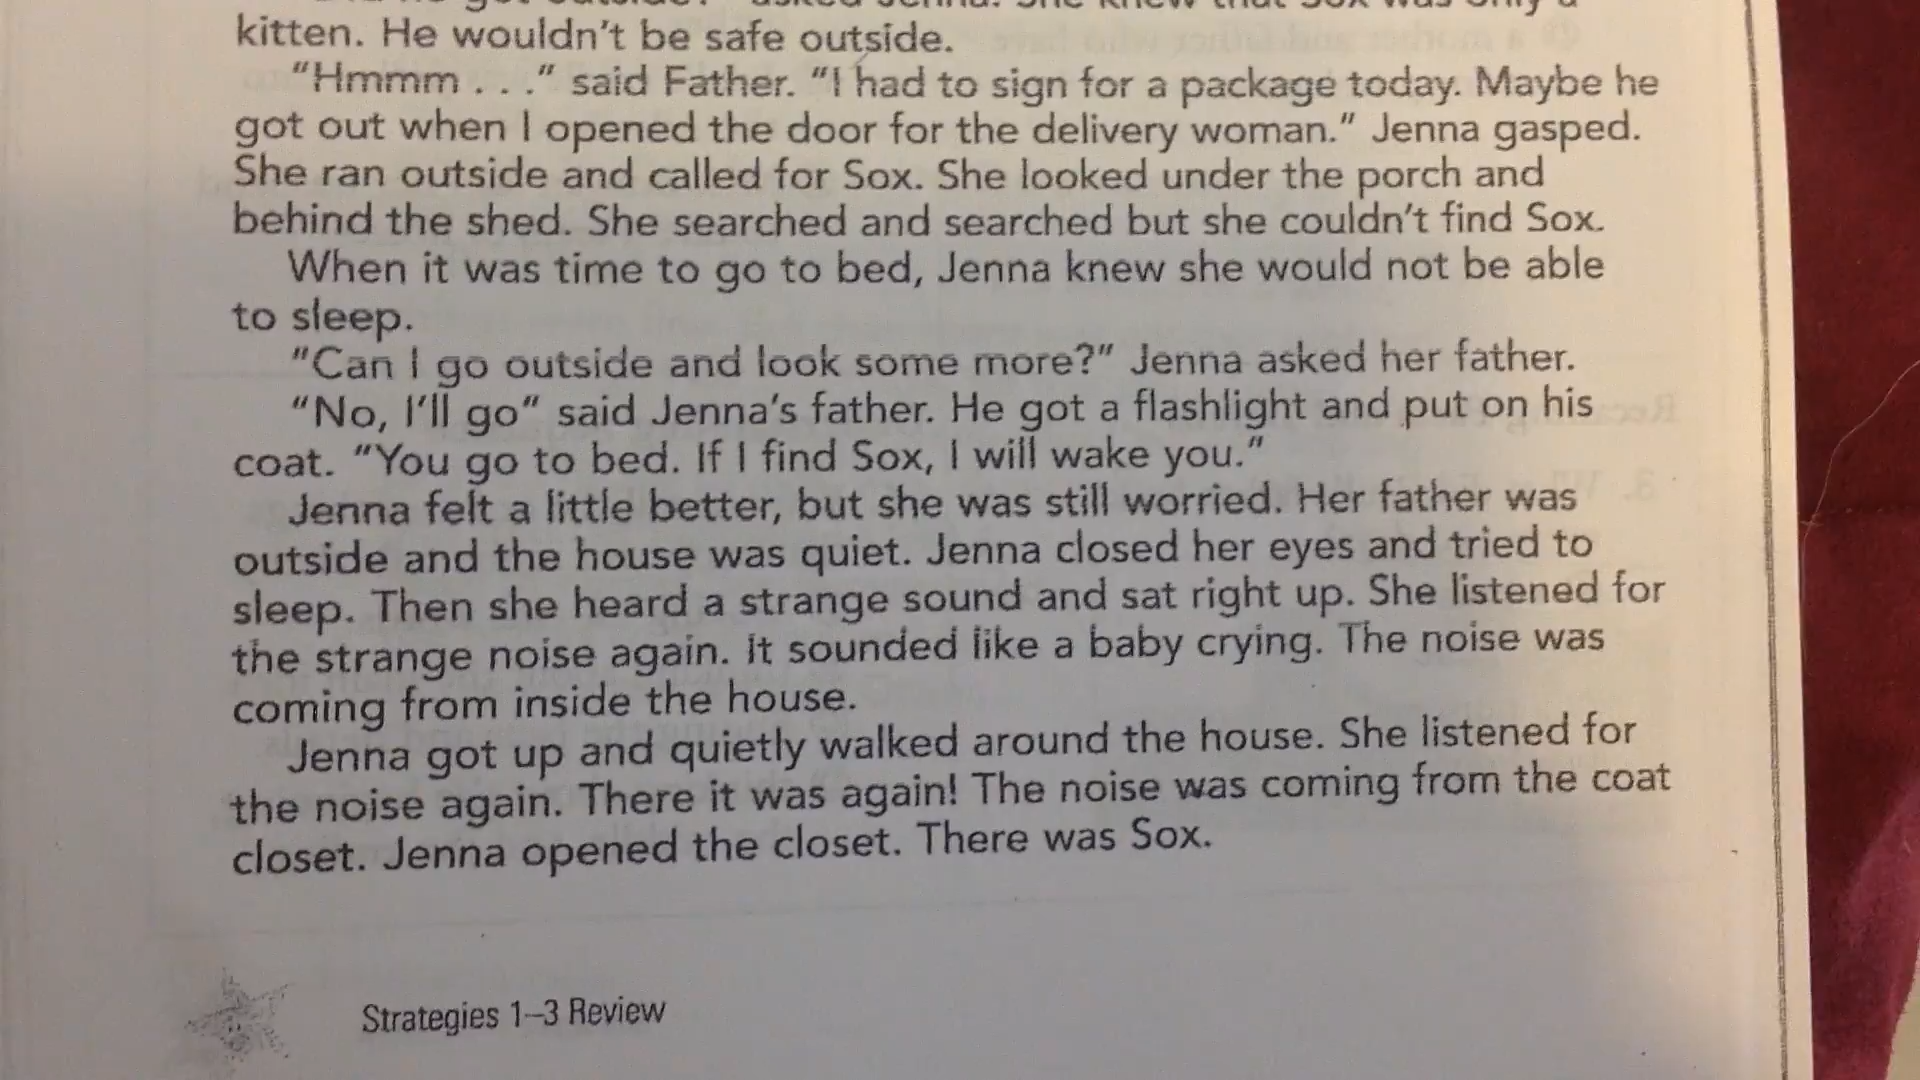 kitten. He wouldn't be safe outside.
"Hmmm . . ." said Father. "I had to sign for a package today. Maybe he
got out when I opened the door for the delivery woman." Jenna gasped.
She ran outside and called for Sox. She looked under the porch and
behind the shed. She searched and searched but she couldn't find Sox.
When it was time to go to bed, Jenna knew she would not be able
to sleep.
"Can I go outside and look some more?" Jenna asked her father.
"No, I'll go" said Jenna's father. He got a flashlight and put on his
coat. "You go to bed. If I find Sox, I will wake you."
Jenna felt a little better, but she was still worried. Her father was
outside and the house was quiet. Jenna closed her eyes and tried to
sleep. Then she heard a strange sound and sat right up. She listened for
the strange noise again. It sounded like a baby crying. The noise was
coming from inside the house.
Jenna got up and quietly walked around the house. She listened for
the noise again. There it was again! The noise was coming from the coat
closet. Jenna opened the closet. There was Sox.
Strategies 1–3 Review